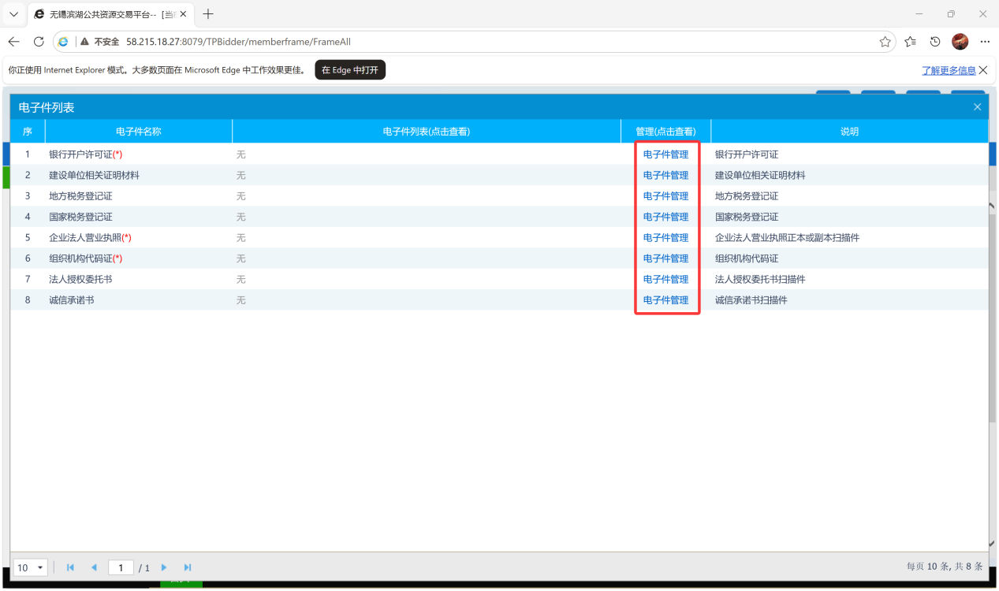 无锡滨湖公共资源交易平台-- [当
不安全 58.215.18.27:8079/TPBidder/memberframe/FrameAll
你正使用 Internet Explorer 模式。大多数页面在 Microsoft Edge 中工作效果更佳。 在 Edge 中打开 了解更多信息
电子件列表
序 电子件名称 电子件列表(点击查看) 管理(点击查看) 说明
1 银行开户许可证(*) 无 电子件管理 银行开户许可证
2 建设单位相关证明材料 无 电子件管理 建设单位相关证明材料
3 地方税务登记证 无 电子件管理 地方税务登记证
4 国家税务登记证 无 电子件管理 国家税务登记证
5 企业法人营业执照(*) 无 电子件管理 企业法人营业执照正本或副本扫描件
6 组织机构代码证(*) 无 电子件管理 组织机构代码证
7 法人授权委托书 无 电子件管理 法人授权委托书扫描件
8 诚信承诺书 无 电子件管理 诚信承诺书扫描件
10 1 / 1 每页 10 条, 共 8 条